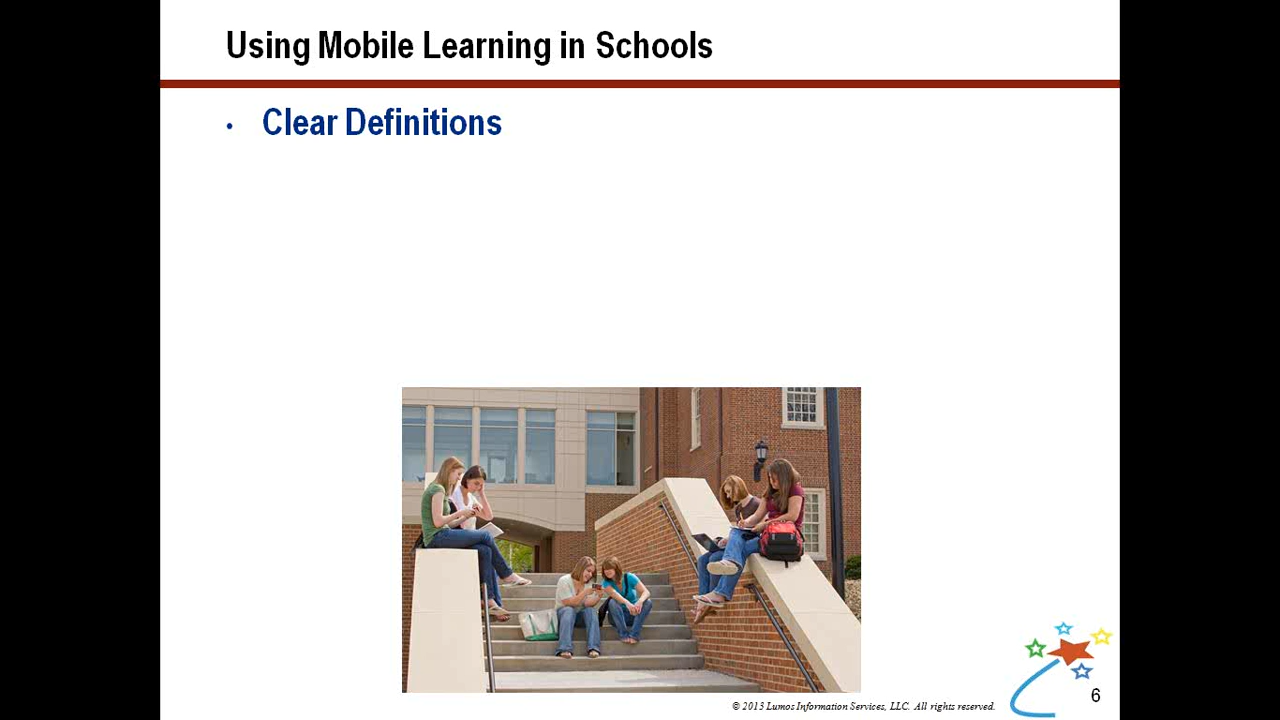 Using Mobile Learning in Schools
• Clear Definitions
© 2013 Lumos Information Services, LLC. All rights reserved.
6